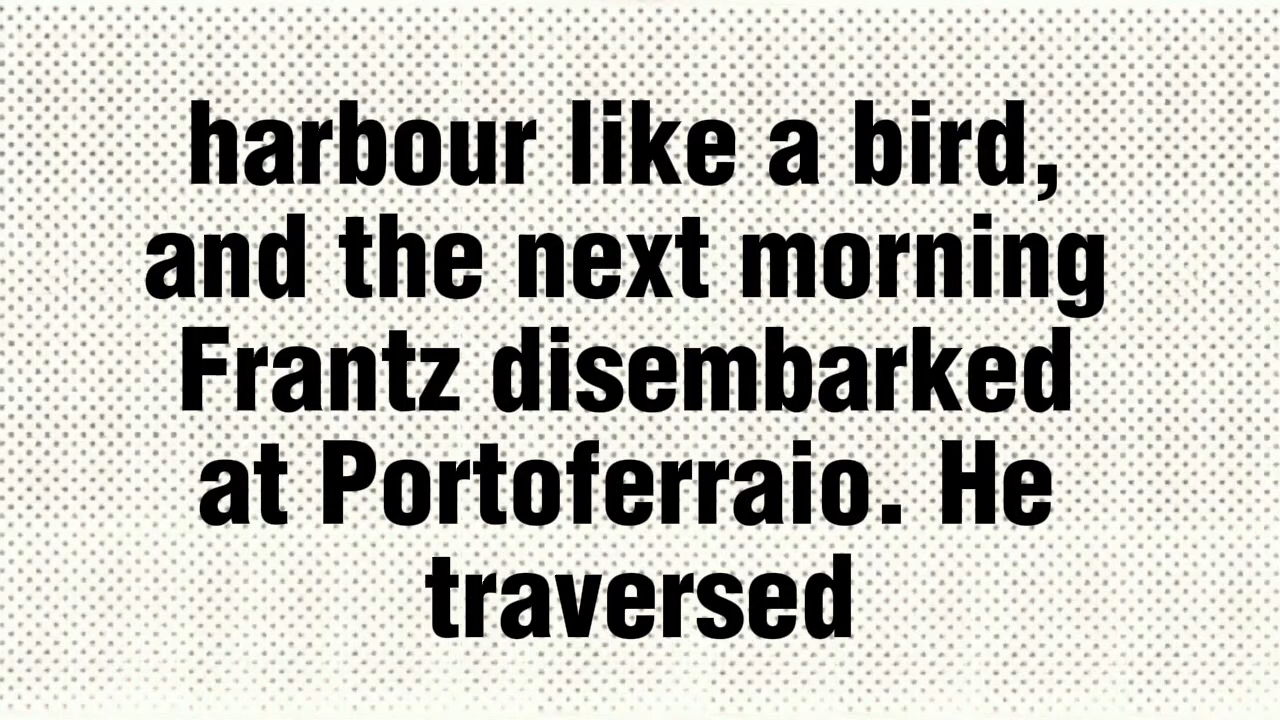 harbour like a bird,
and the next morning
Frantz disembarked
at Portoferraio. He
traversed